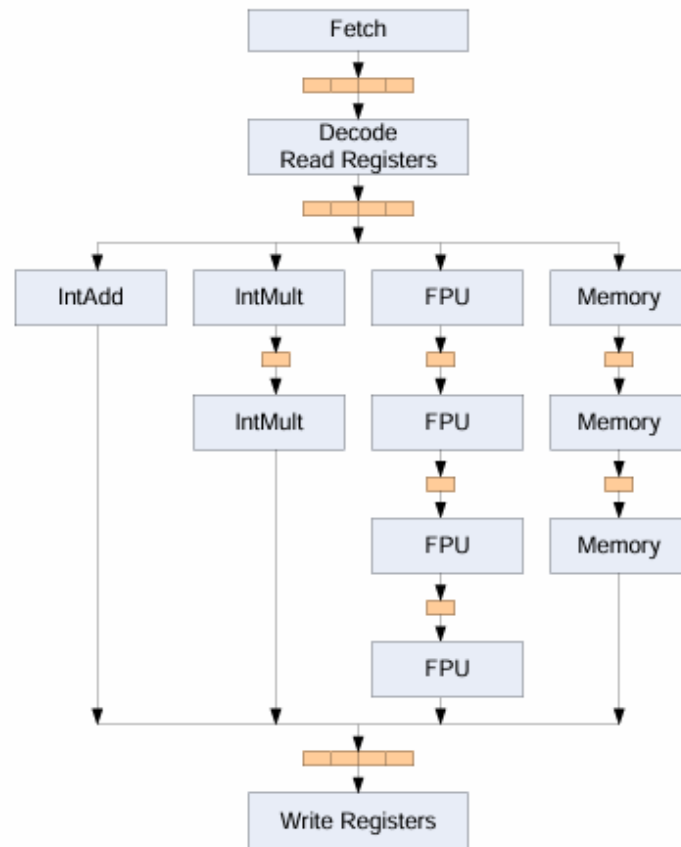 Fetch
Decode
Read Registers
IntAdd
IntMult
FPU
Memory
IntMult
FPU
Memory
FPU
Memory
FPU
Write Registers